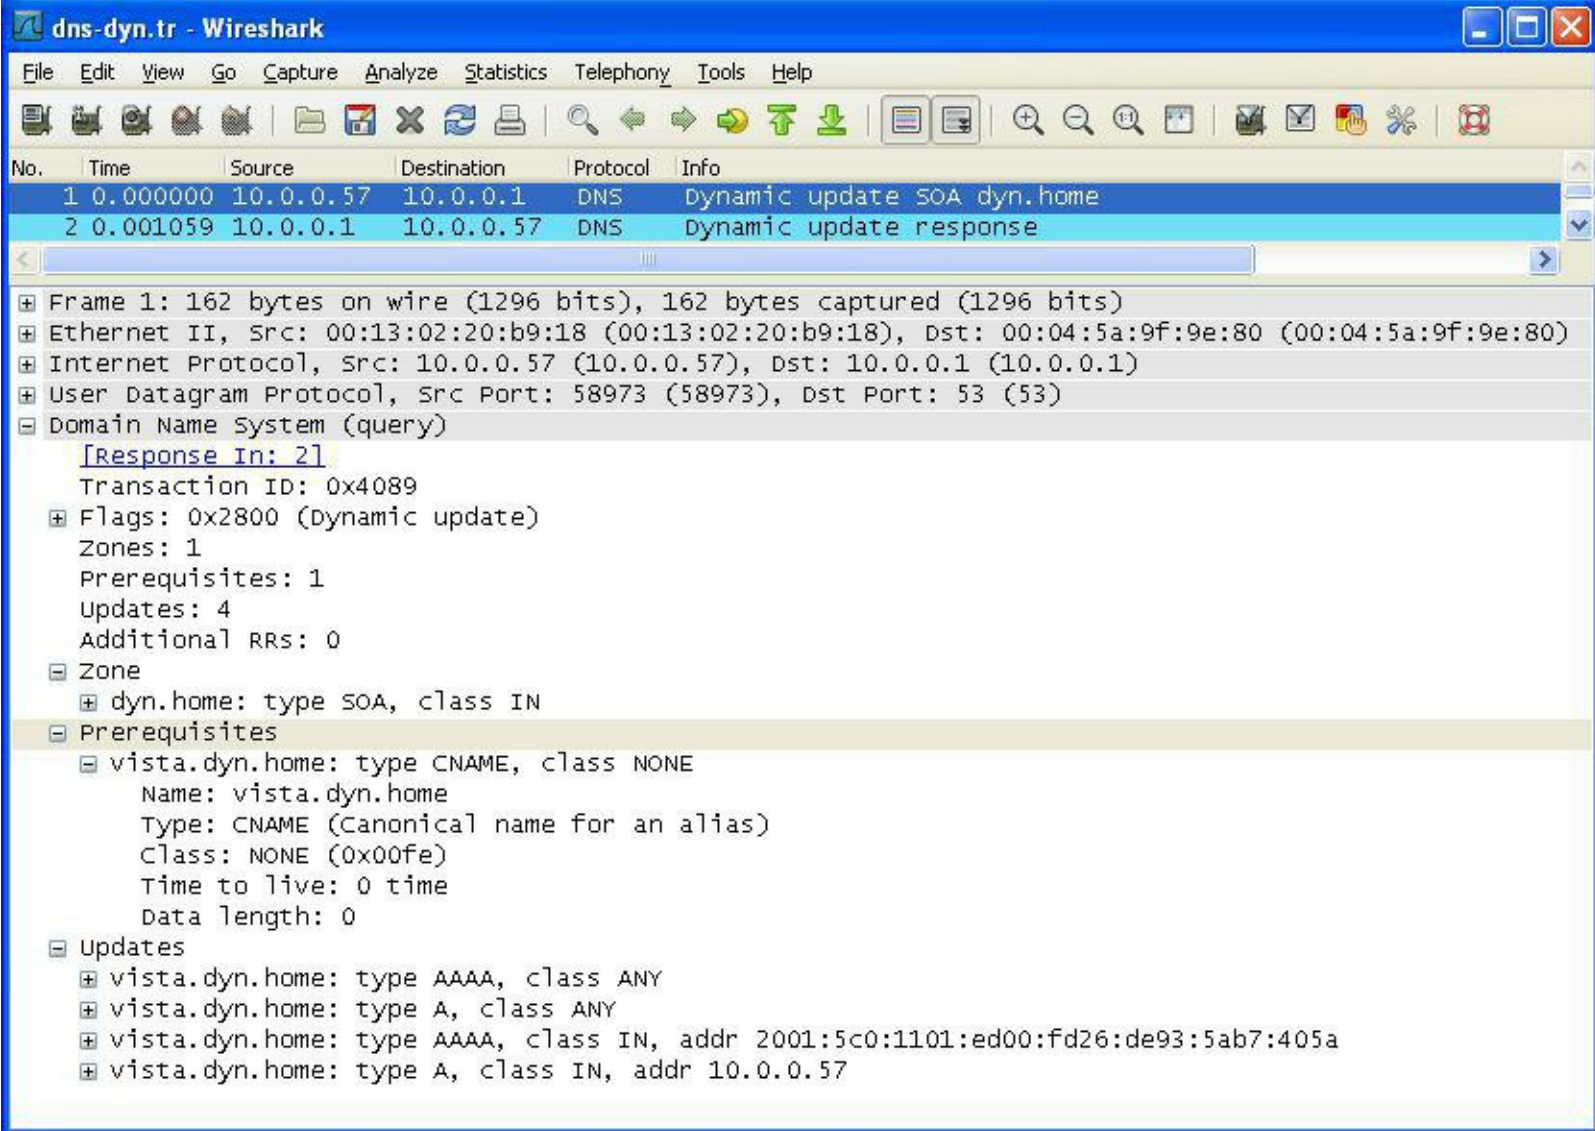 dns-dyn.tr - Wireshark
File Edit View Go Capture Analyze Statistics Telephony Tools Help
No. Time Source Destination Protocol Info
1 0.000000 10.0.0.57 10.0.0.1 DNS Dynamic update SOA dyn.home
2 0.001059 10.0.0.1 10.0.0.57 DNS Dynamic update response
Frame 1: 162 bytes on wire (1296 bits), 162 bytes captured (1296 bits)
Ethernet II, Src: 00:13:02:20:b9:18 (00:13:02:20:b9:18), Dst: 00:04:5a:9f:9e:80 (00:04:5a:9f:9e:80)
Internet Protocol, Src: 10.0.0.57 (10.0.0.57), Dst: 10.0.0.1 (10.0.0.1)
User Datagram Protocol, Src Port: 58973 (58973), Dst Port: 53 (53)
Domain Name System (query)
[Response In: 2]
Transaction ID: 0x4089
Flags: 0x2800 (Dynamic update)
Zones: 1
Prerequisites: 1
Updates: 4
Additional RRs: 0
Zone
dyn.home: type SOA, class IN
Prerequisites
vista.dyn.home: type CNAME, class NONE
Name: vista.dyn.home
Type: CNAME (Canonical name for an alias)
Class: NONE (0x00fe)
Time to live: 0 time
Data length: 0
Updates
vista.dyn.home: type AAAA, class ANY
vista.dyn.home: type A, class ANY
vista.dyn.home: type AAAA, class IN, addr 2001:5c0:1101:ed00:fd26:de93:5ab7:405a
vista.dyn.home: type A, class IN, addr 10.0.0.57